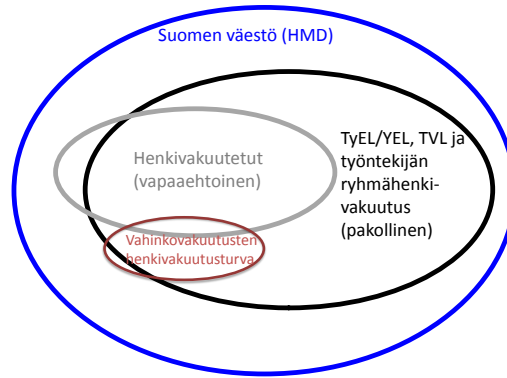 Suomen väestö (HMD)
Henkivakuutetut
(vapaaehtoinen)
TyEL/YEL, TVL ja
työntekijän
ryhmähenki-
vakuutus
(pakollinen)
Vahinkovakuutusten
henkivakuutusturva